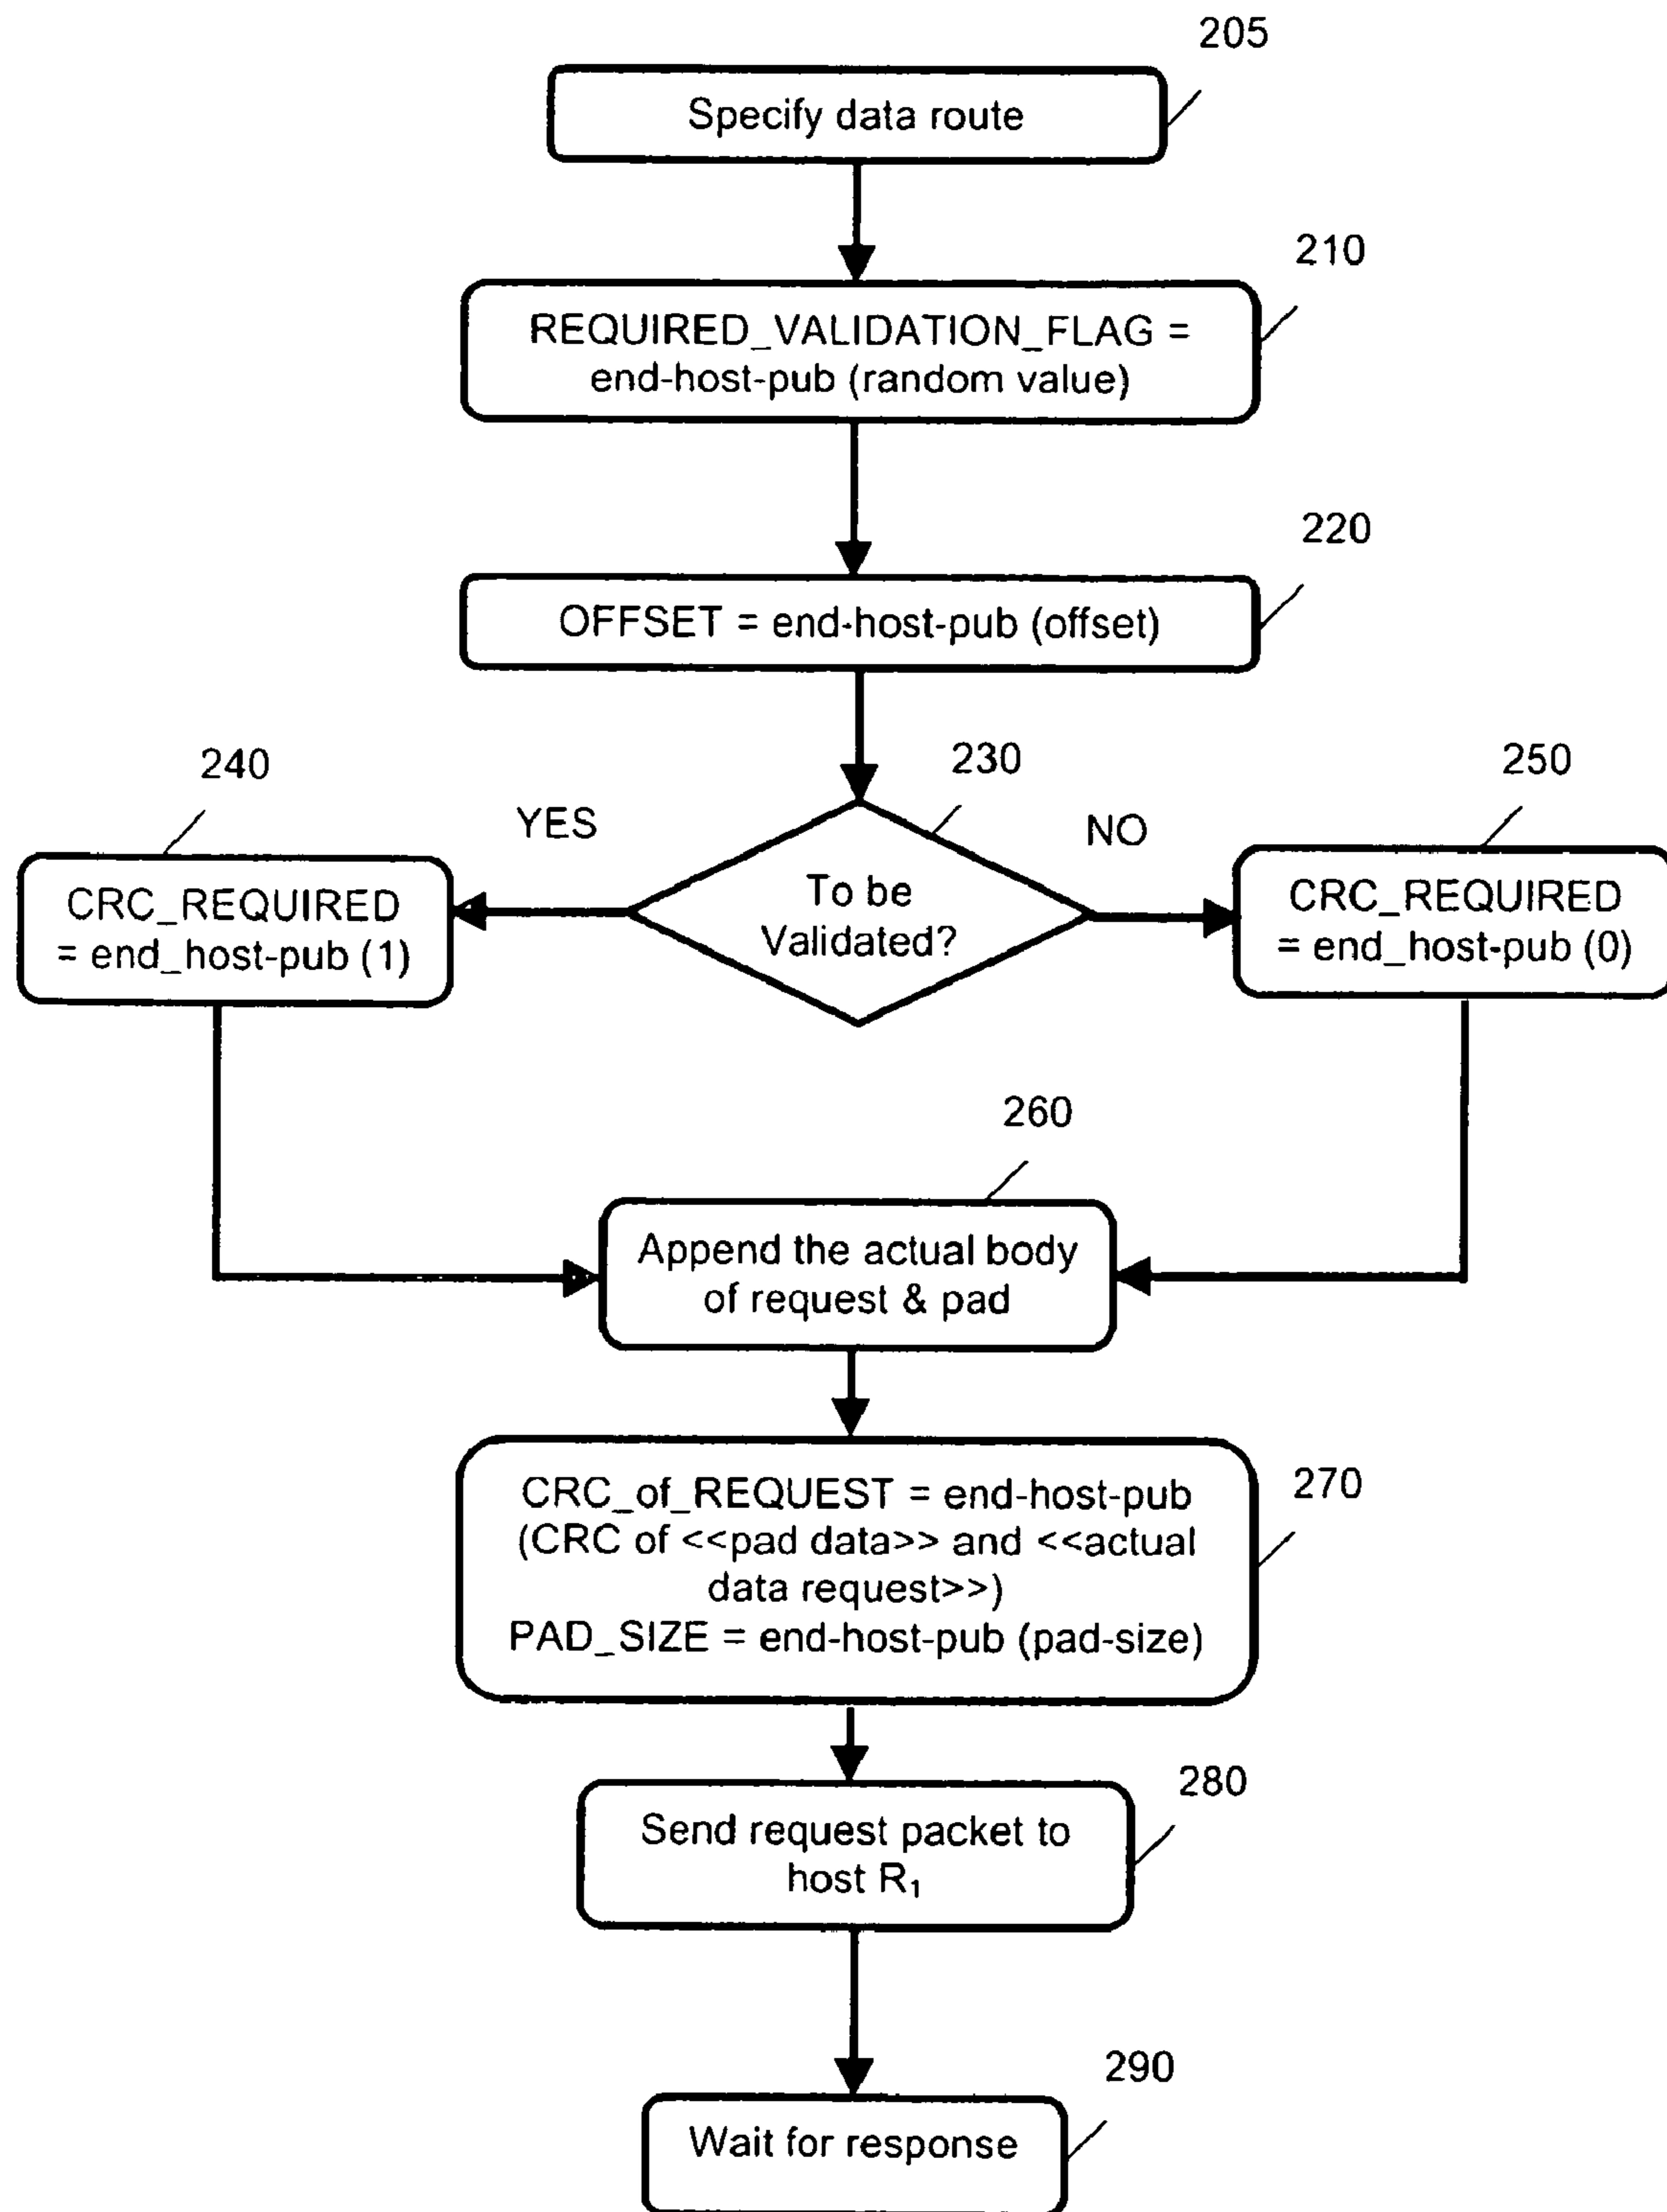 205
Specify data route
210
REQUIRED_VALIDATION_FLAG =
end-host-pub (random value)
220
OFFSET = end-host-pub (offset)
240
230
250
YES
NO
CRC_REQUIRED
= end_host-pub (1)
To be
Validated?
CRC_REQUIRED
= end_host-pub (0)
260
Append the actual body
of request & pad
270
CRC_of_REQUEST = end-host-pub
(CRC of <<pad data>> and <<actual
data request>>)
PAD_SIZE = end-host-pub (pad-size)
280
Send request packet to
host R₁
290
Wait for response